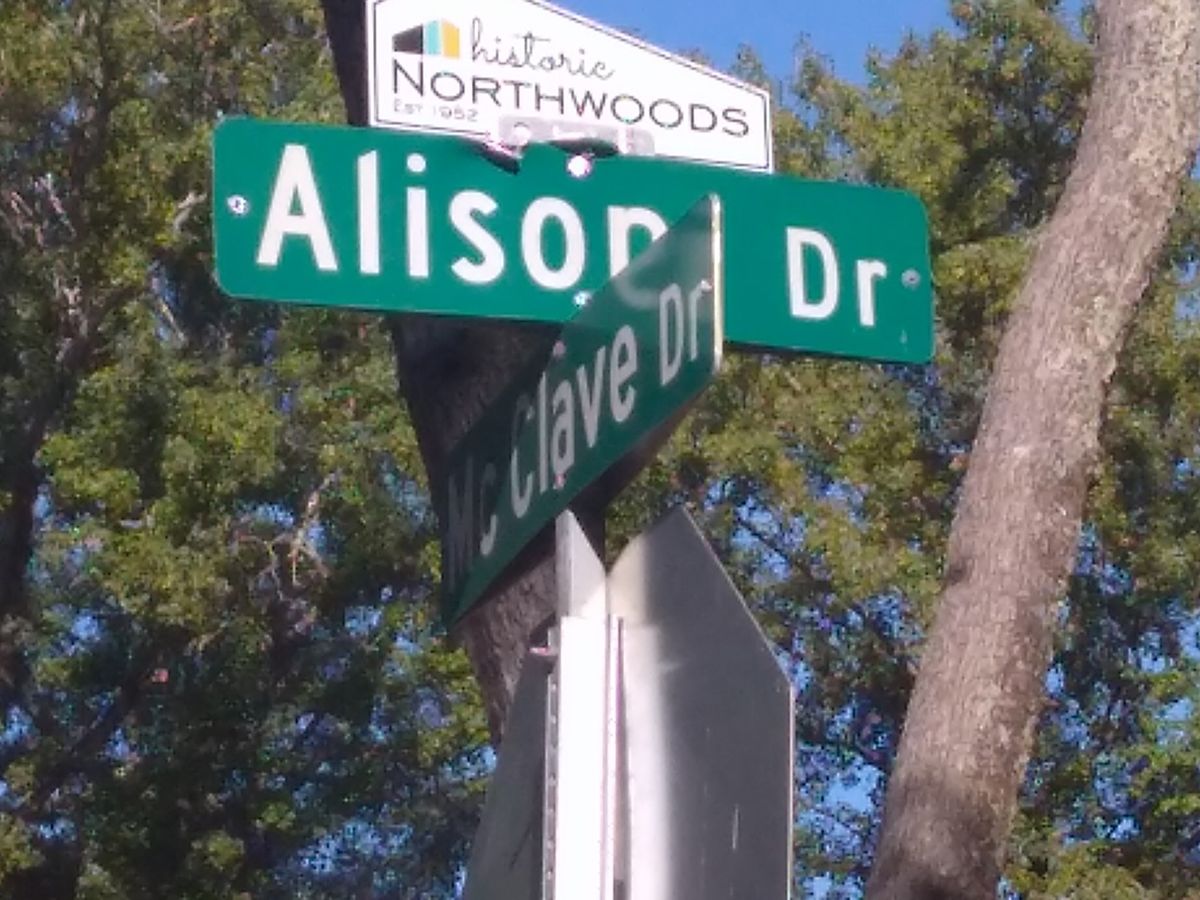 historic
NORTHWOODS
EST 1952
Alison Dr
Mc Clave Dr